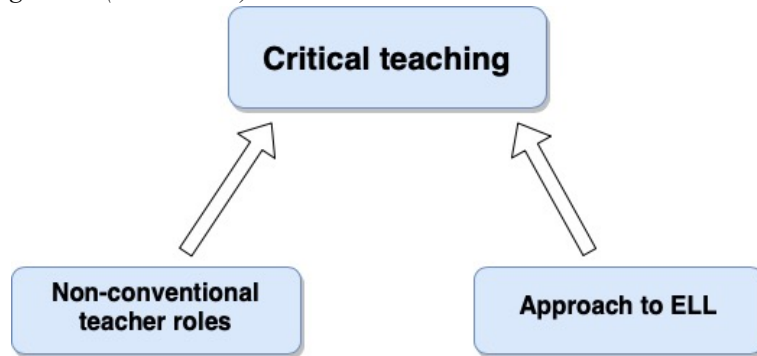 Critical teaching
Non-conventional
teacher roles
Approach to ELL